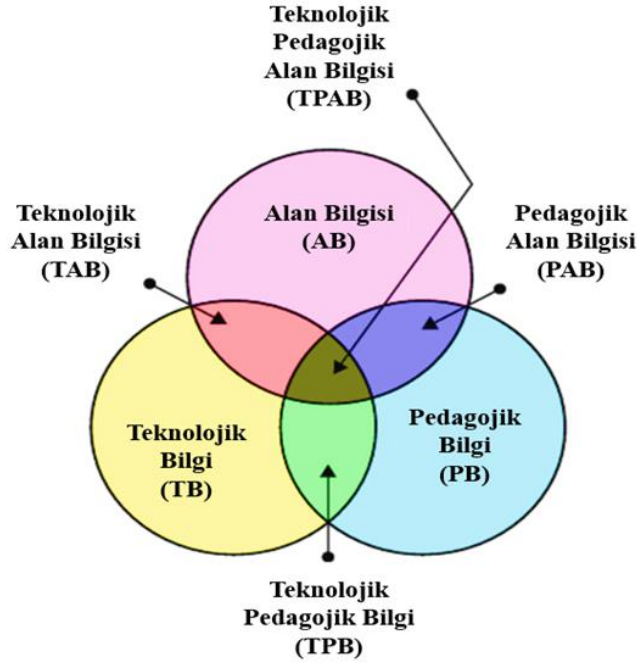 Teknolojik
Pedagojik
Alan Bilgisi
(TPAB)
Teknolojik
Alan Bilgisi
(TAB)
Alan Bilgisi
(AB)
Pedagojik
Alan Bilgisi
(PAB)
Teknolojik
Bilgi
(TB)
Pedagojik
Bilgi
(PB)
Teknolojik
Pedagojik Bilgi
(TPB)